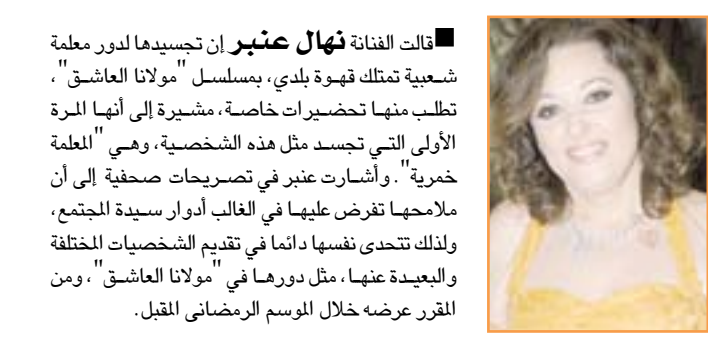 ■ قالت الفنانة نهال عنبر إن تجسيدها لدور معلمة
شعبية تمتلك قهوة بلدي، بمسلسل "مولانا العاشق"،
تطلب منها تحضيرات خاصة، مشيرة إلى أنها المرة
الأولى التي تجسد مثل هذه الشخصية، وهي "المعلمة
خمرية". وأشارت عنبر في تصريحات صحفية إلى أن
ملامحها تفرض عليها في الغالب أدوار سيدة المجتمع،
ولذلك تتحدى نفسها دائما في تقديم الشخصيات المختلفة
والبعيدة عنها، مثل دورها في "مولانا العاشق"، ومن
المقرر عرضه خلال الموسم الرمضانى المقبل.